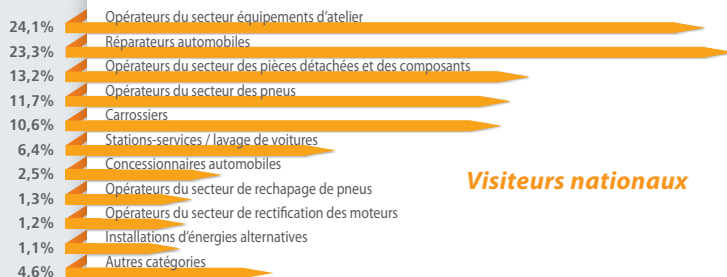 24,1% Opérateurs du secteur équipements d'atelier
23,3% Réparateurs automobiles
13,2% Opérateurs du secteur des pièces détachées et des composants
11,7% Opérateurs du secteur des pneus
10,6% Carrossiers
6,4% Stations-services / lavage de voitures
2,5% Concessionnaires automobiles
1,3% Opérateurs du secteur de rechapage de pneus
1,2% Opérateurs du secteur de rectification des moteurs
1,1% Installations d'énergies alternatives
4,6% Autres catégories
Visiteurs nationaux